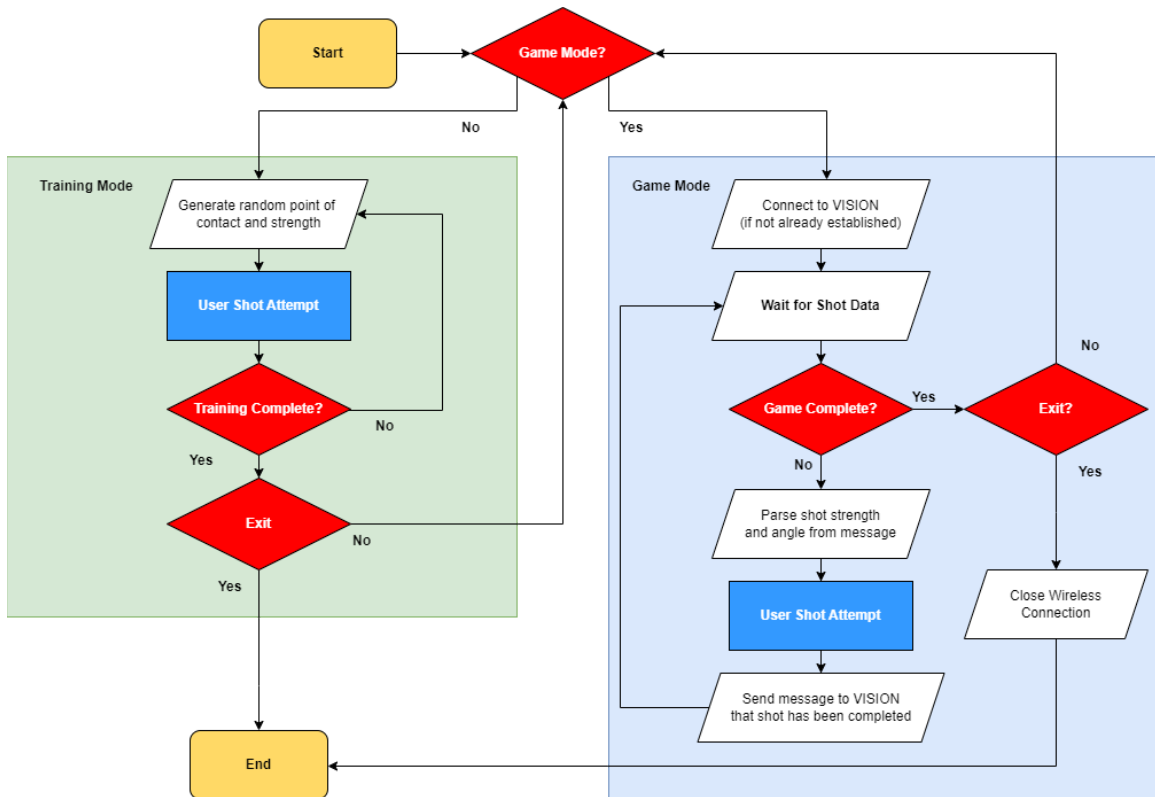 Start
Game Mode?
No
Yes
Training Mode
Generate random point of
contact and strength
User Shot Attempt
Training Complete?
No
Yes
Exit
No
Yes
End
Game Mode
Connect to VISION
(if not already established)
Wait for Shot Data
Game Complete?
Yes
No
Exit?
No
Yes
Parse shot strength
and angle from message
User Shot Attempt
Send message to VISION
that shot has been completed
Close Wireless
Connection